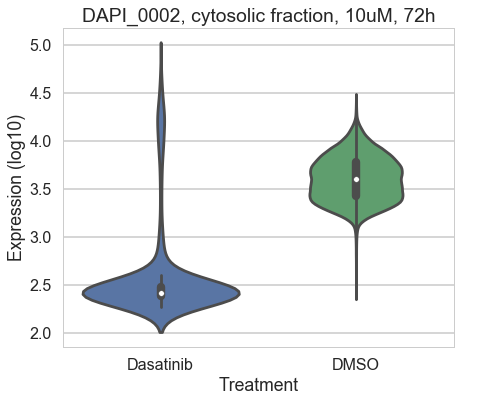 DAPI_0002, cytosolic fraction, 10uM, 72h
Expression (log10)
5.0
4.5
4.0
3.5
3.0
2.5
2.0
Dasatinib DMSO
Treatment